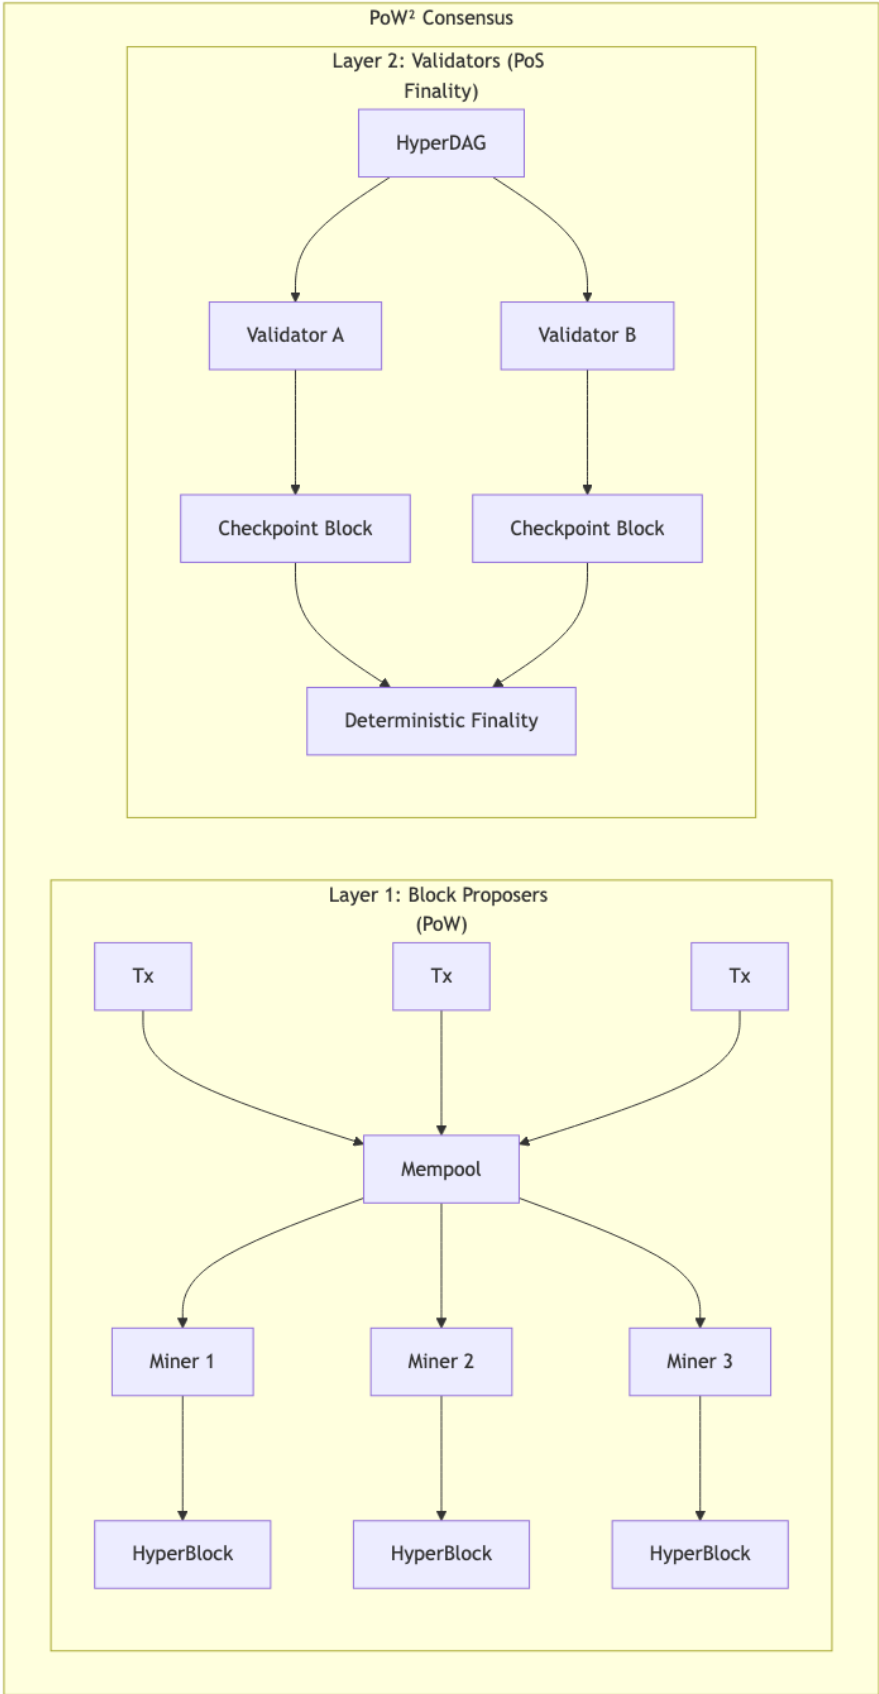 PoW² Consensus
Layer 2: Validators (PoS
Finality)
HyperDAG
Validator A
Validator B
Checkpoint Block
Checkpoint Block
Deterministic Finality
Layer 1: Block Proposers
(PoW)
Tx
Tx
Tx
Mempool
Miner 1
Miner 2
Miner 3
HyperBlock
HyperBlock
HyperBlock